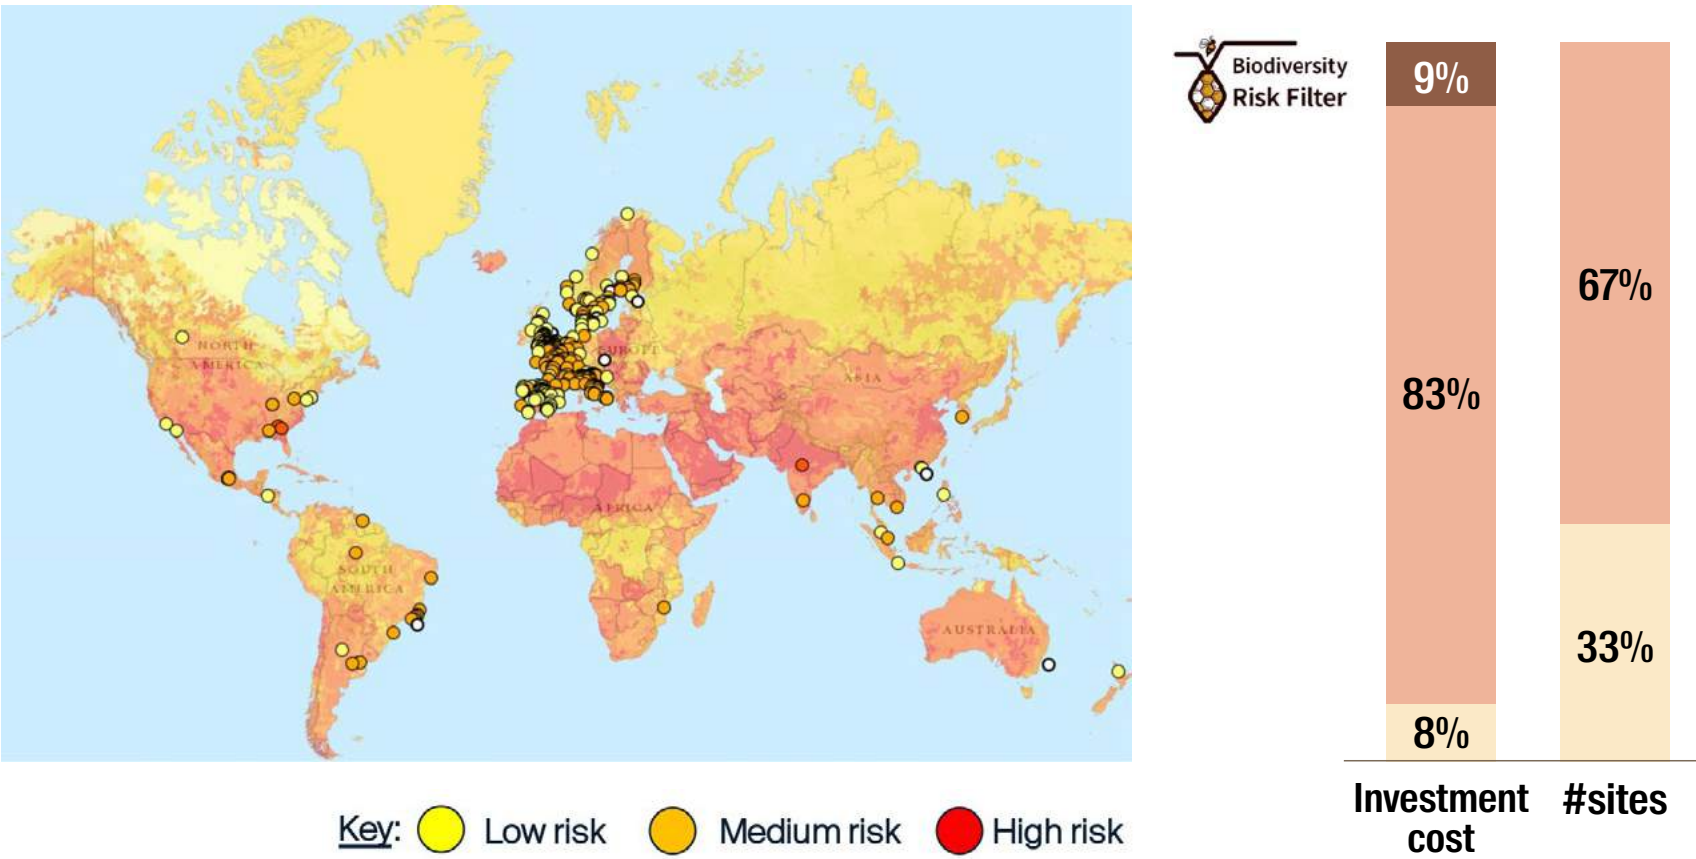 NORTH
AMERICA
EUROPE
ASIA
AFRICA
SOUTH
AMERICA
AUSTRALIA
Key: Low risk Medium risk High risk
Biodiversity
Risk Filter
9%
83%
8%
67%
33%
Investment
cost
#sites